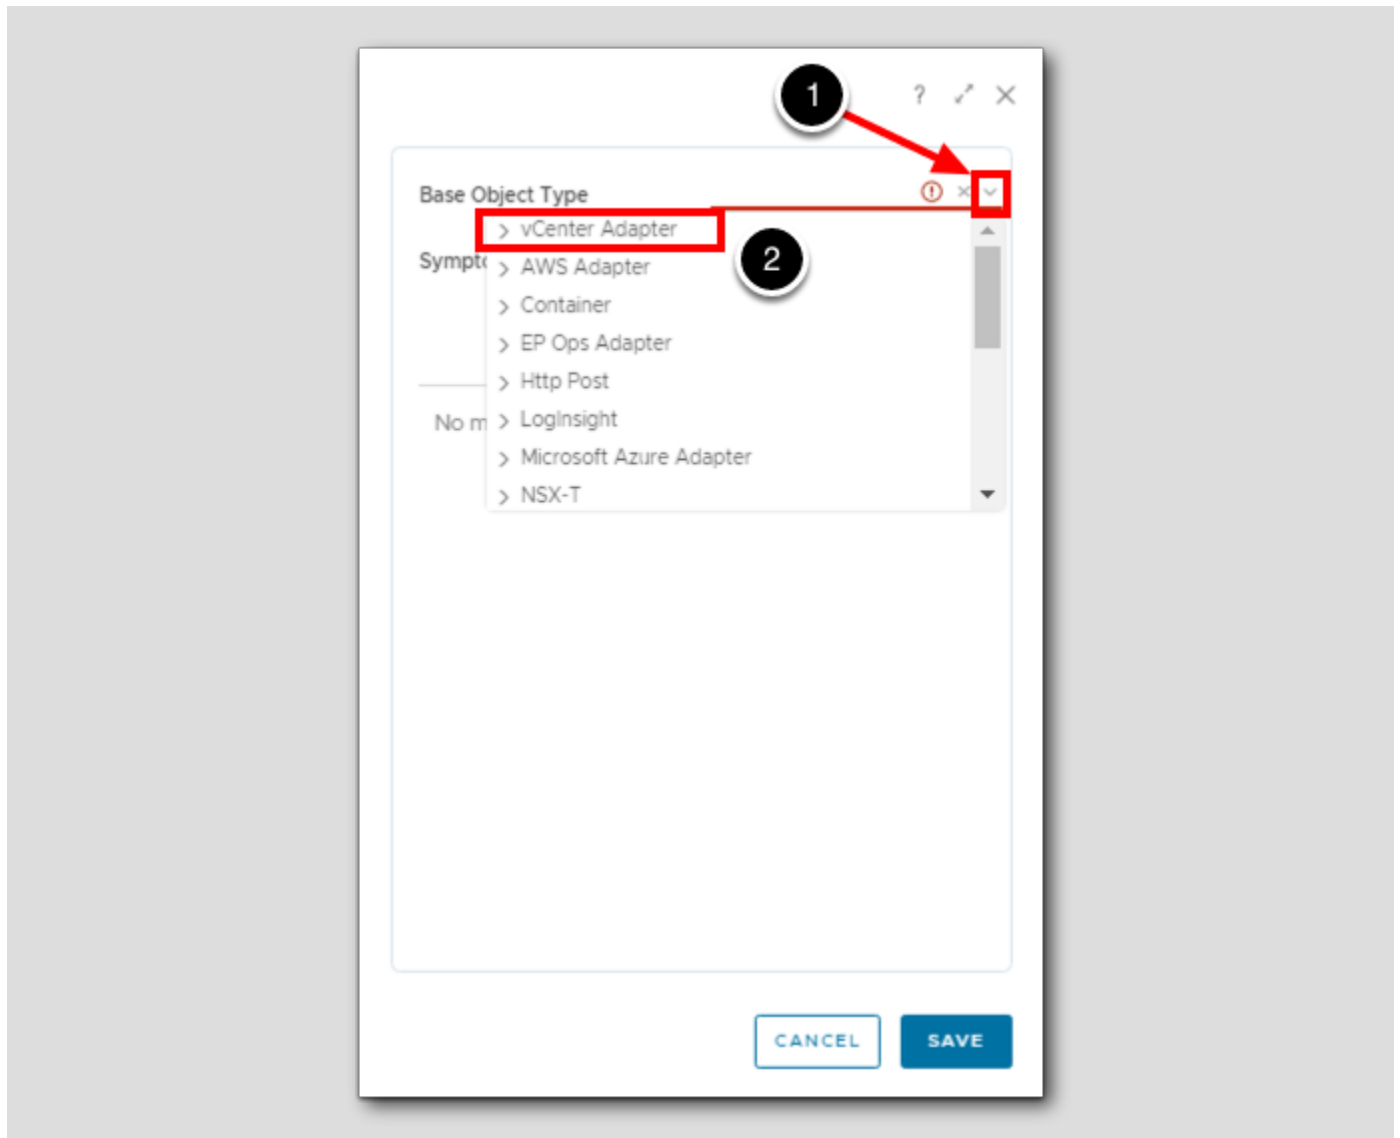 1
?
Base Object Type
vCenter Adapter
2
Sympto
AWS Adapter
Container
EP Ops Adapter
Http Post
No m
LogInsight
Microsoft Azure Adapter
NSX-T
CANCEL
SAVE